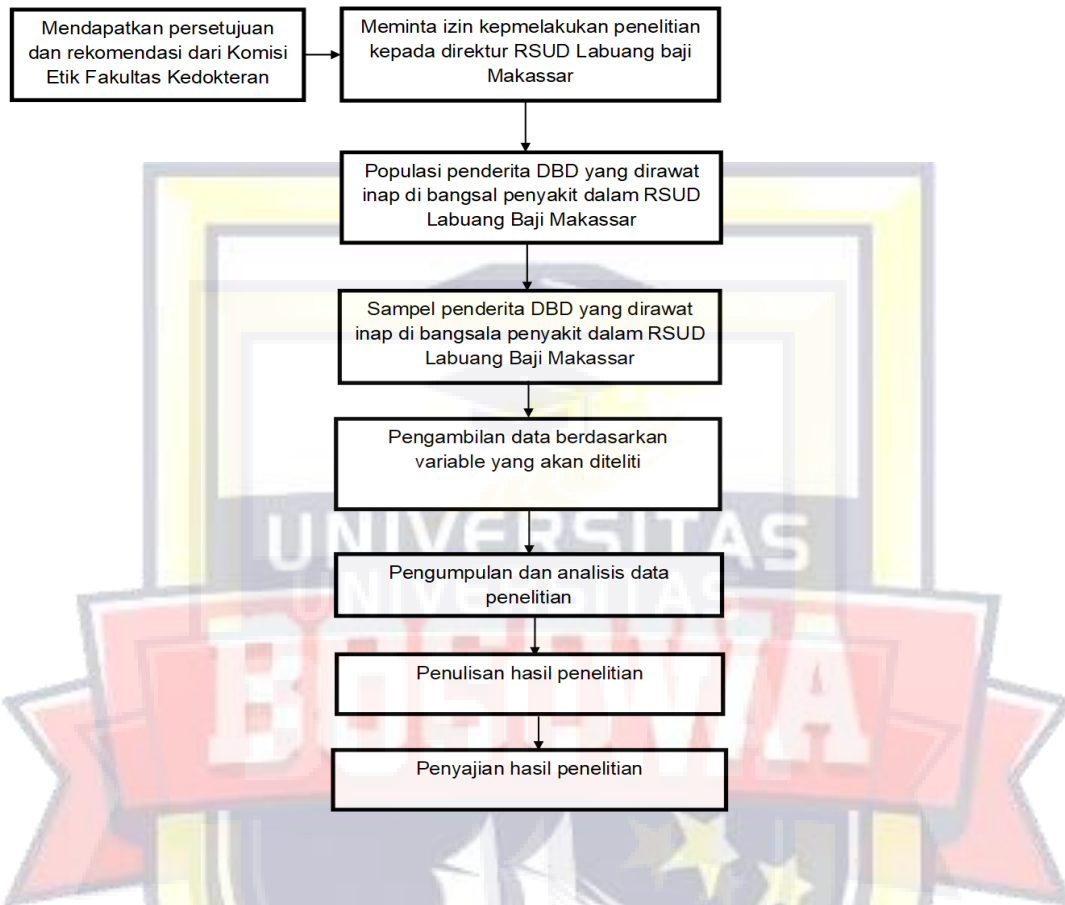 Mendapatkan persetujuan
dan rekomendasi dari Komisi
Etik Fakultas Kedokteran
Meminta izin kepmelakukan penelitian
kepada direktur RSUD Labuang baji
Makassar
Populasi penderita DBD yang dirawat
inap di bangsal penyakit dalam RSUD
Labuang Baji Makassar
Sampel penderita DBD yang dirawat
inap di bangsala penyakit dalam RSUD
Labuang Baji Makassar
Pengambilan data berdasarkan
variable yang akan diteliti
UNIVERSITAS
Pengumpulan dan analisis data
penelitian
UNIVERSITAS
BOSOWA
Penulisan hasil penelitian
Penyajian hasil penelitian